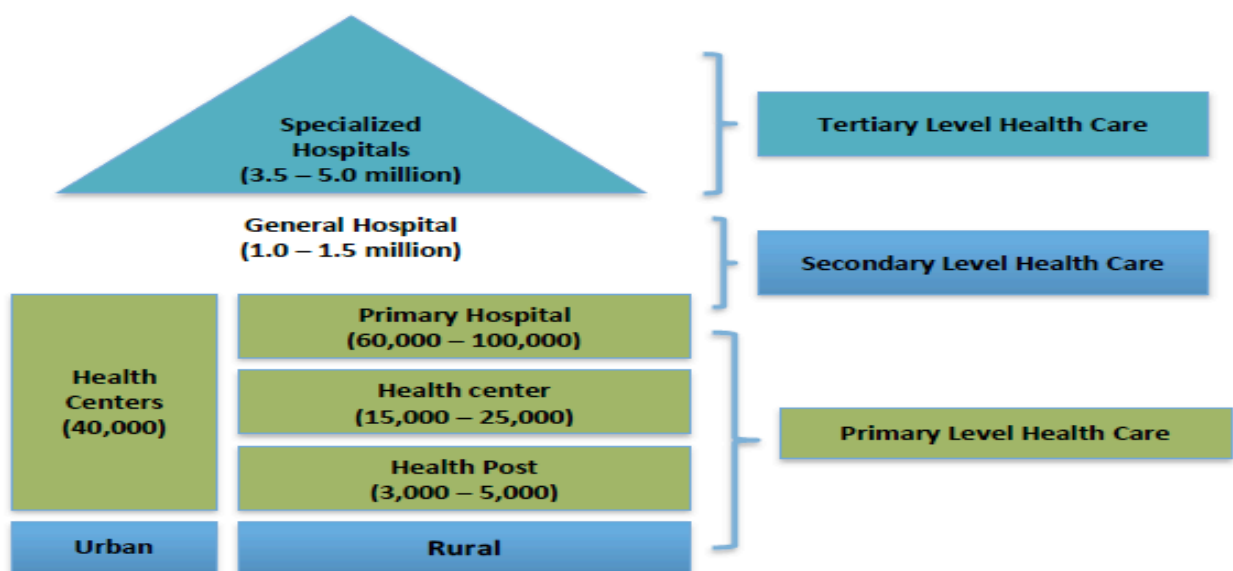 Specialized
Hospitals
(3.5 – 5.0 million)
Tertiary Level Health Care
General Hospital
(1.0 – 1.5 million)
Secondary Level Health Care
Health
Centers
(40,000)
Primary Hospital
(60,000 – 100,000)
Health center
(15,000 – 25,000)
Health Post
(3,000 – 5,000)
Primary Level Health Care
Urban
Rural